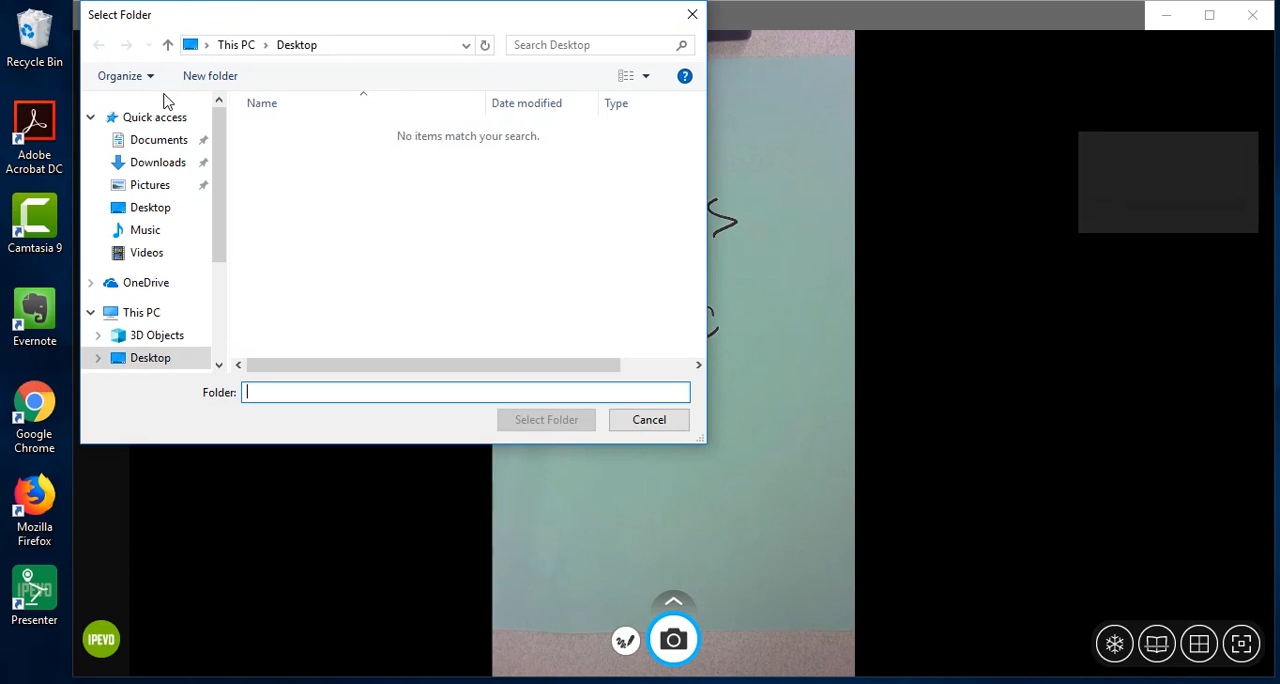 Select Folder
This PC > Desktop
Search Desktop
Organize
New folder
Name
Date modified
Type
No items match your search.
Quick access
Documents
Downloads
Pictures
Desktop
Music
Videos
OneDrive
This PC
3D Objects
Desktop
Folder:
Select Folder
Cancel
Recycle Bin
Adobe
Acrobat DC
Camtasia 9
Evernote
Google
Chrome
Mozilla
Firefox
IPEVO
Presenter
IPEVO